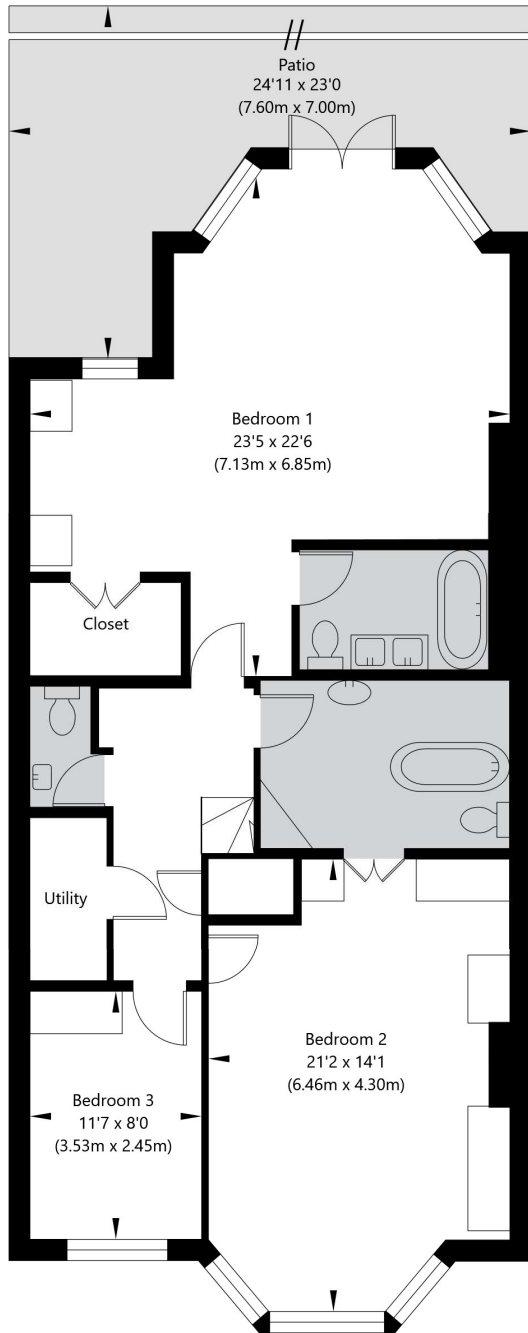 Patio
24'11 x 23'0
(7.60m x 7.00m)
Bedroom 1
23'5 x 22'6
(7.13m x 6.85m)
Closet
Utility
Bedroom 2
21'2 x 14'1
(6.46m x 4.30m)
Bedroom 3
11'7 x 8'0
(3.53m x 2.45m)